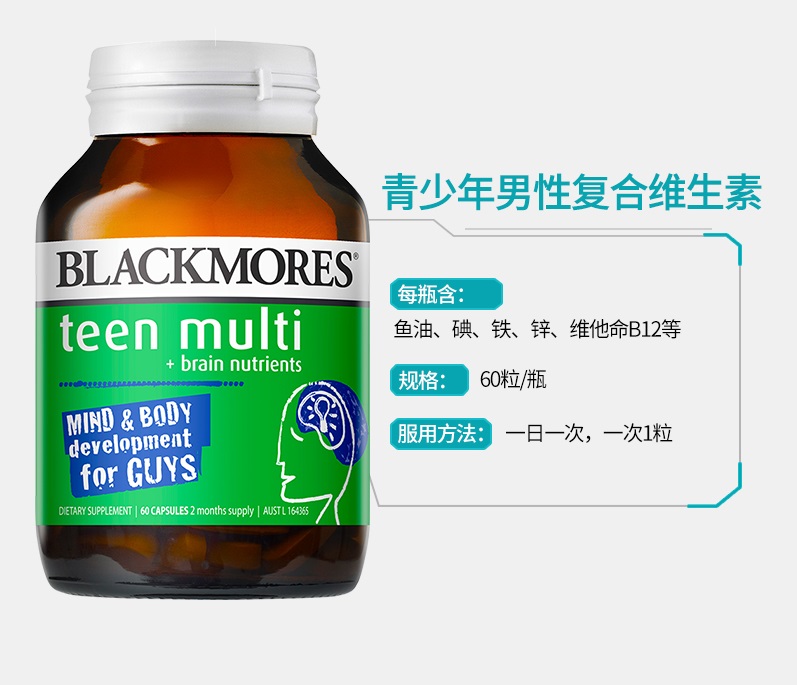 BLACKMORES®
teen multi
+ brain nutrients
MIND & BODY
development
for GUYS
DIETARY SUPPLEMENT | 60 CAPSULES 2 months supply | AUST L 164365
青少年男性复合维生素
每瓶含：
鱼油、碘、铁、锌、维他命B12等
规格： 60粒/瓶
服用方法： 一日一次，一次1粒